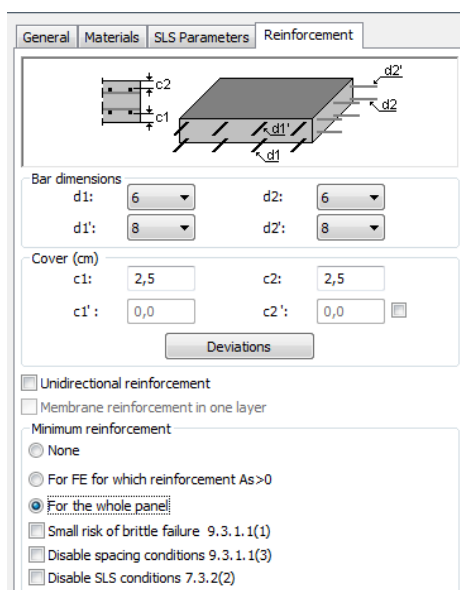 General Materials SLS Parameters Reinforcement
c2
c1
d2'
d2
d1'
d1
Bar dimensions
d1: 6 d2: 6
d1': 8 d2': 8
Cover (cm)
c1: 2,5 c2: 2,5
c1' : 0,0 c2 ': 0,0
Deviations
Unidirectional reinforcement
Membrane reinforcement in one layer
Minimum reinforcement
None
For FE for which reinforcement As>0
For the whole panel
Small risk of brittle failure 9.3.1.1(1)
Disable spacing conditions 9.3.1.1(3)
Disable SLS conditions 7.3.2(2)